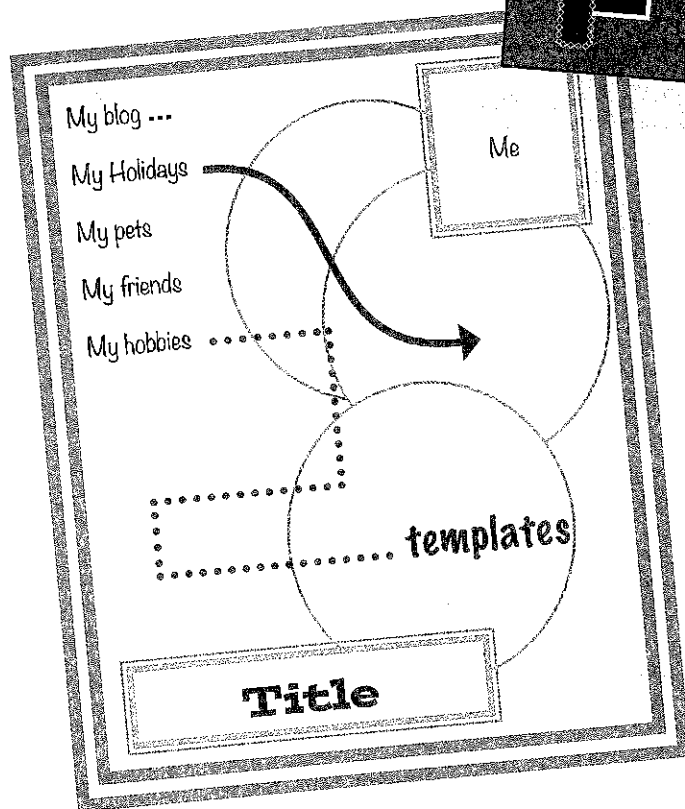 My blog ...
My Holidays
My pets
My friends
My hobbies
Me
templates
Title